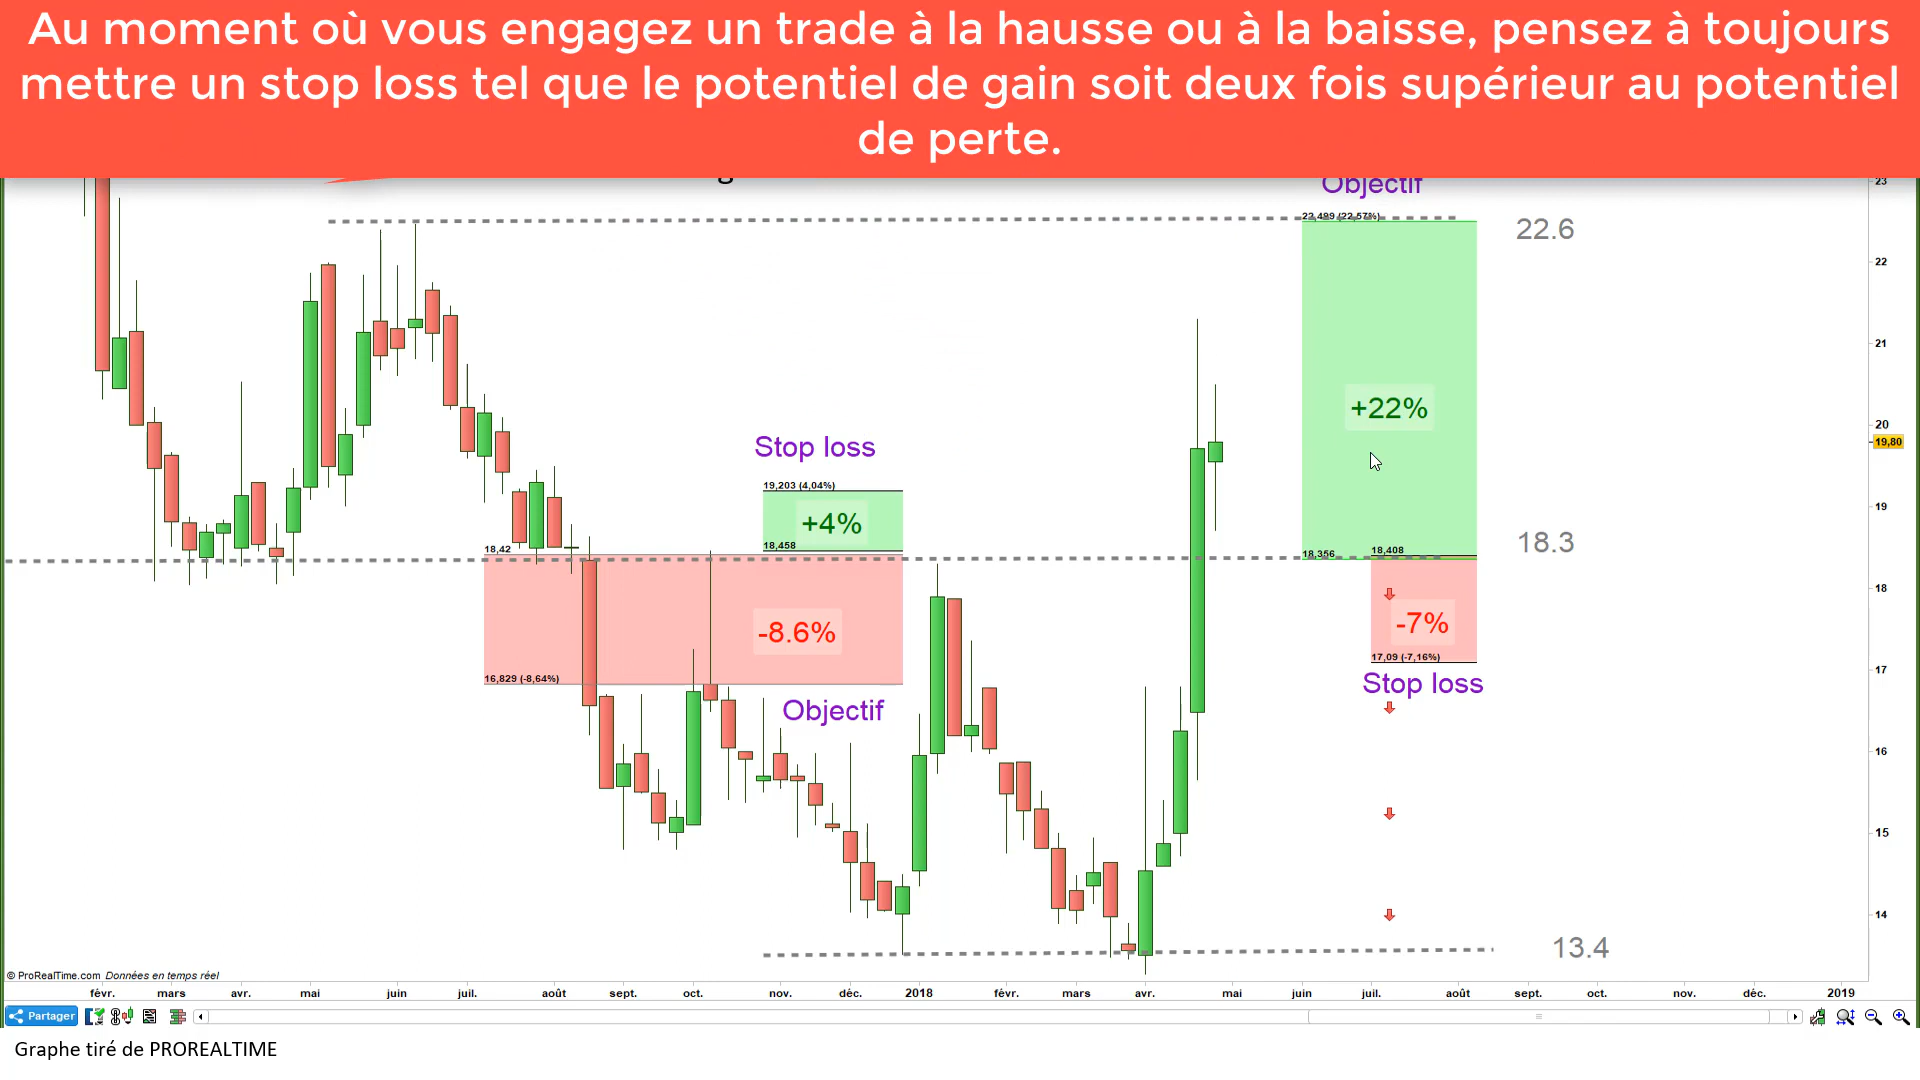 Au moment où vous engagez un trade à la hausse ou à la baisse, pensez à toujours
mettre un stop loss tel que le potentiel de gain soit deux fois supérieur au potentiel
de perte.
Objectif
23
22,499 (22,57%)
22.6
22
21
+22%
20
19,80
Stop loss
19,203 (4,04%)
+4%
19
18,42
18,458
18,356
18,408
18.3
18
-8.6%
-7%
17,09 (-7,16%)
17
16,829 (-8,64%)
Stop loss
Objectif
16
15
14
13.4
© ProRealTime.com Données en temps réel
févr. mars avr. mai juin juil. août sept. oct. nov. déc. 2018 févr. mars avr. mai juin juil. août sept. oct. nov. déc. 2019
Partager
Graphe tiré de PROREALTIME